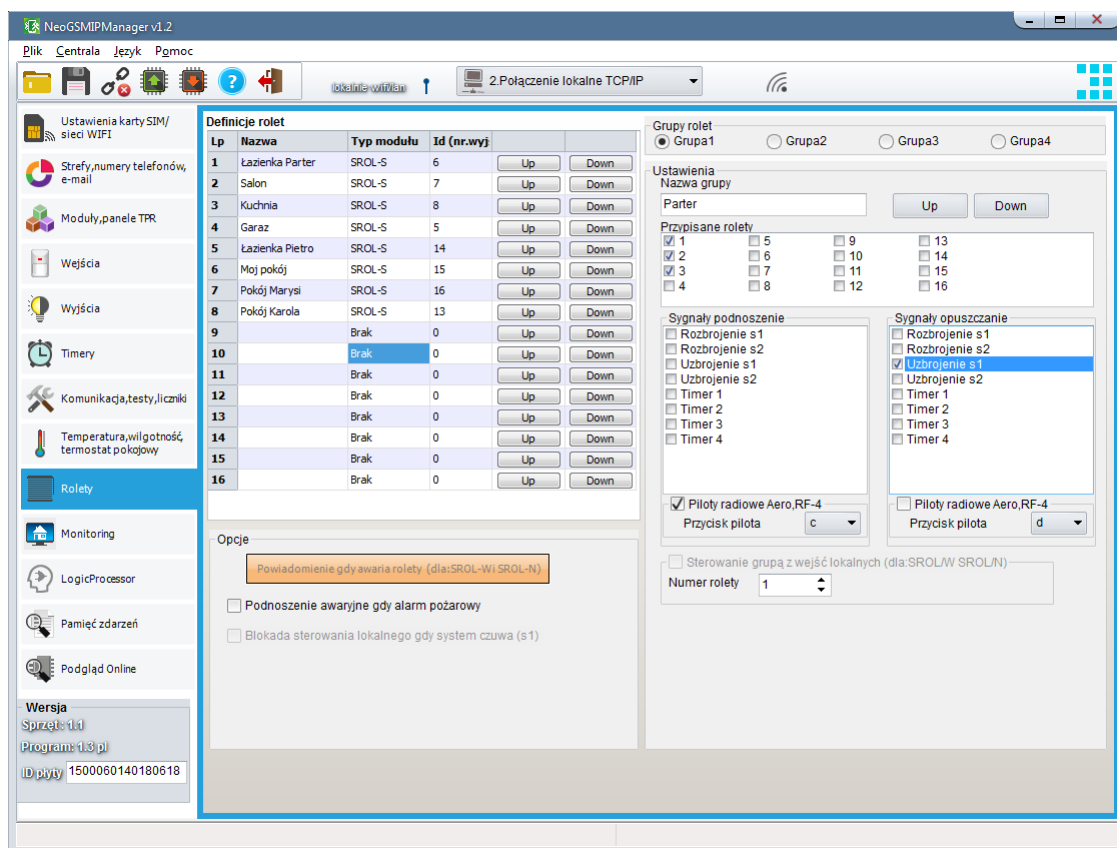 NeoGSMIPManager v1.2
Plik Centrala Język Pomoc
lokalnie wifi/lan
2.Połączenie lokalne TCP/IP
Ustawienia karty SIM/
sieci WIFI
Strefy,numery telefonów,
e-mail
Moduły,panele TPR
Wejścia
Wyjścia
Timery
Komunikacja,testy,liczniki
Temperatura,wilgotność,
termostat pokojowy
Rolety
Monitoring
LogicProcessor
Pamięć zdarzeń
Podgląd Online
Wersja
Sprzęt: 1.1
Program: 1.3 pl
ID płyty 1500060140180618
Definicje rolet
Lp Nazwa Typ modułu Id (nr.wyj
1 Łazienka Parter SROL-S 6 Up Down
2 Salon SROL-S 7 Up Down
3 Kuchnia SROL-S 8 Up Down
4 Garaz SROL-S 5 Up Down
5 Łazienka Pietro SROL-S 14 Up Down
6 Moj pokój SROL-S 15 Up Down
7 Pokój Marysi SROL-S 16 Up Down
8 Pokój Karola SROL-S 13 Up Down
9 Brak 0 Up Down
10 Brak 0 Up Down
11 Brak 0 Up Down
12 Brak 0 Up Down
13 Brak 0 Up Down
14 Brak 0 Up Down
15 Brak 0 Up Down
16 Brak 0 Up Down
Opcje
Powiadomienie gdy awaria rolety (dla:SROL-W i SROL-N)
Podnoszenie awaryjne gdy alarm pożarowy
Blokada sterowania lokalnego gdy system czuwa (s1)
Grupy rolet
Grupa1 Grupa2 Grupa3 Grupa4
Ustawienia
Nazwa grupy
Parter Up Down
Przypisane rolety
1 5 9 13
2 6 10 14
3 7 11 15
4 8 12 16
Sygnały podnoszenie
Rozbrojenie s1
Rozbrojenie s2
Uzbrojenie s1
Uzbrojenie s2
Timer 1
Timer 2
Timer 3
Timer 4
Piloty radiowe Aero,RF-4
Przycisk pilota c
Sygnały opuszczanie
Rozbrojenie s1
Rozbrojenie s2
Uzbrojenie s1
Uzbrojenie s2
Timer 1
Timer 2
Timer 3
Timer 4
Piloty radiowe Aero,RF-4
Przycisk pilota d
Sterowanie grupą z wejść lokalnych (dla:SROL/W SROL/N)
Numer rolety 1